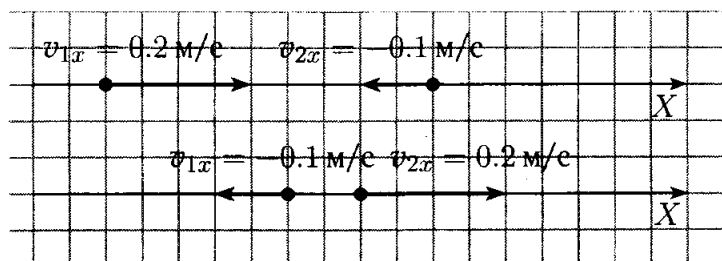 v₁ₓ = 0.2 м/с v₂ₓ = −0.1 м/с
X
v₁ₓ = −0.1 м/с v₂ₓ = 0.2 м/с
X